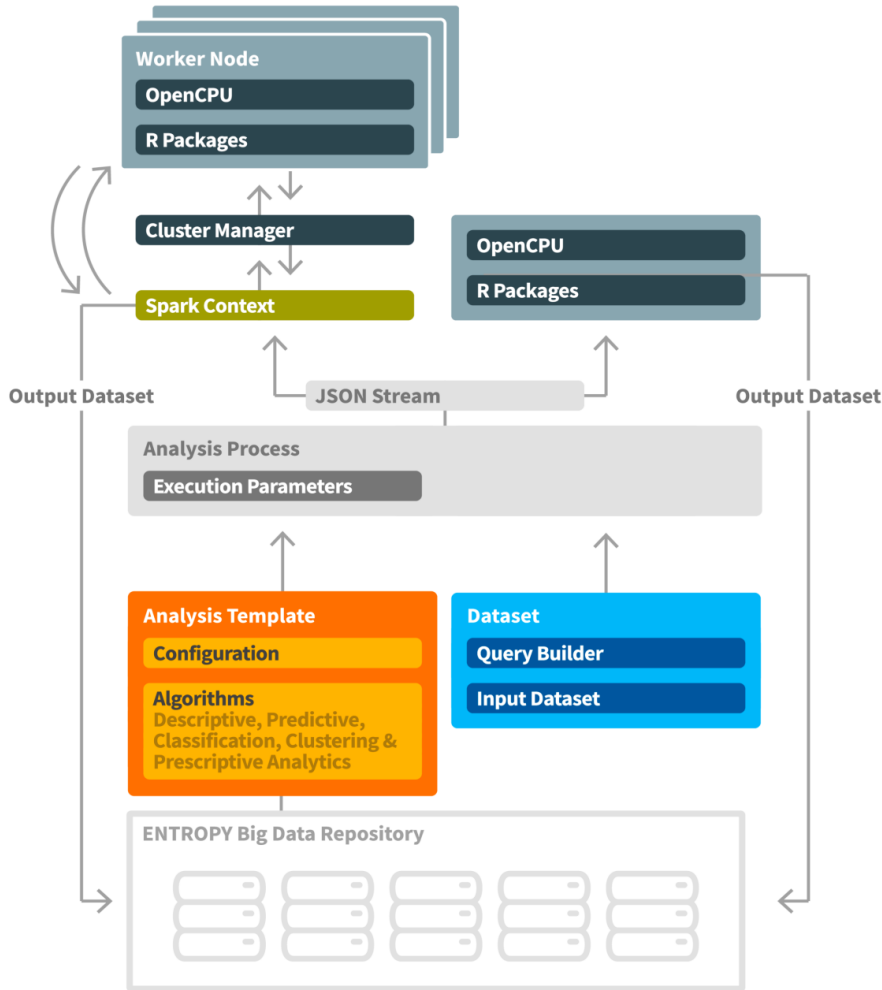 Worker Node
OpenCPU
R Packages
Cluster Manager
Spark Context
OpenCPU
R Packages
Output Dataset
JSON Stream
Output Dataset
Analysis Process
Execution Parameters
Analysis Template
Configuration
Algorithms
Descriptive, Predictive,
Classification, Clustering &
Prescriptive Analytics
Dataset
Query Builder
Input Dataset
ENTROPY Big Data Repository